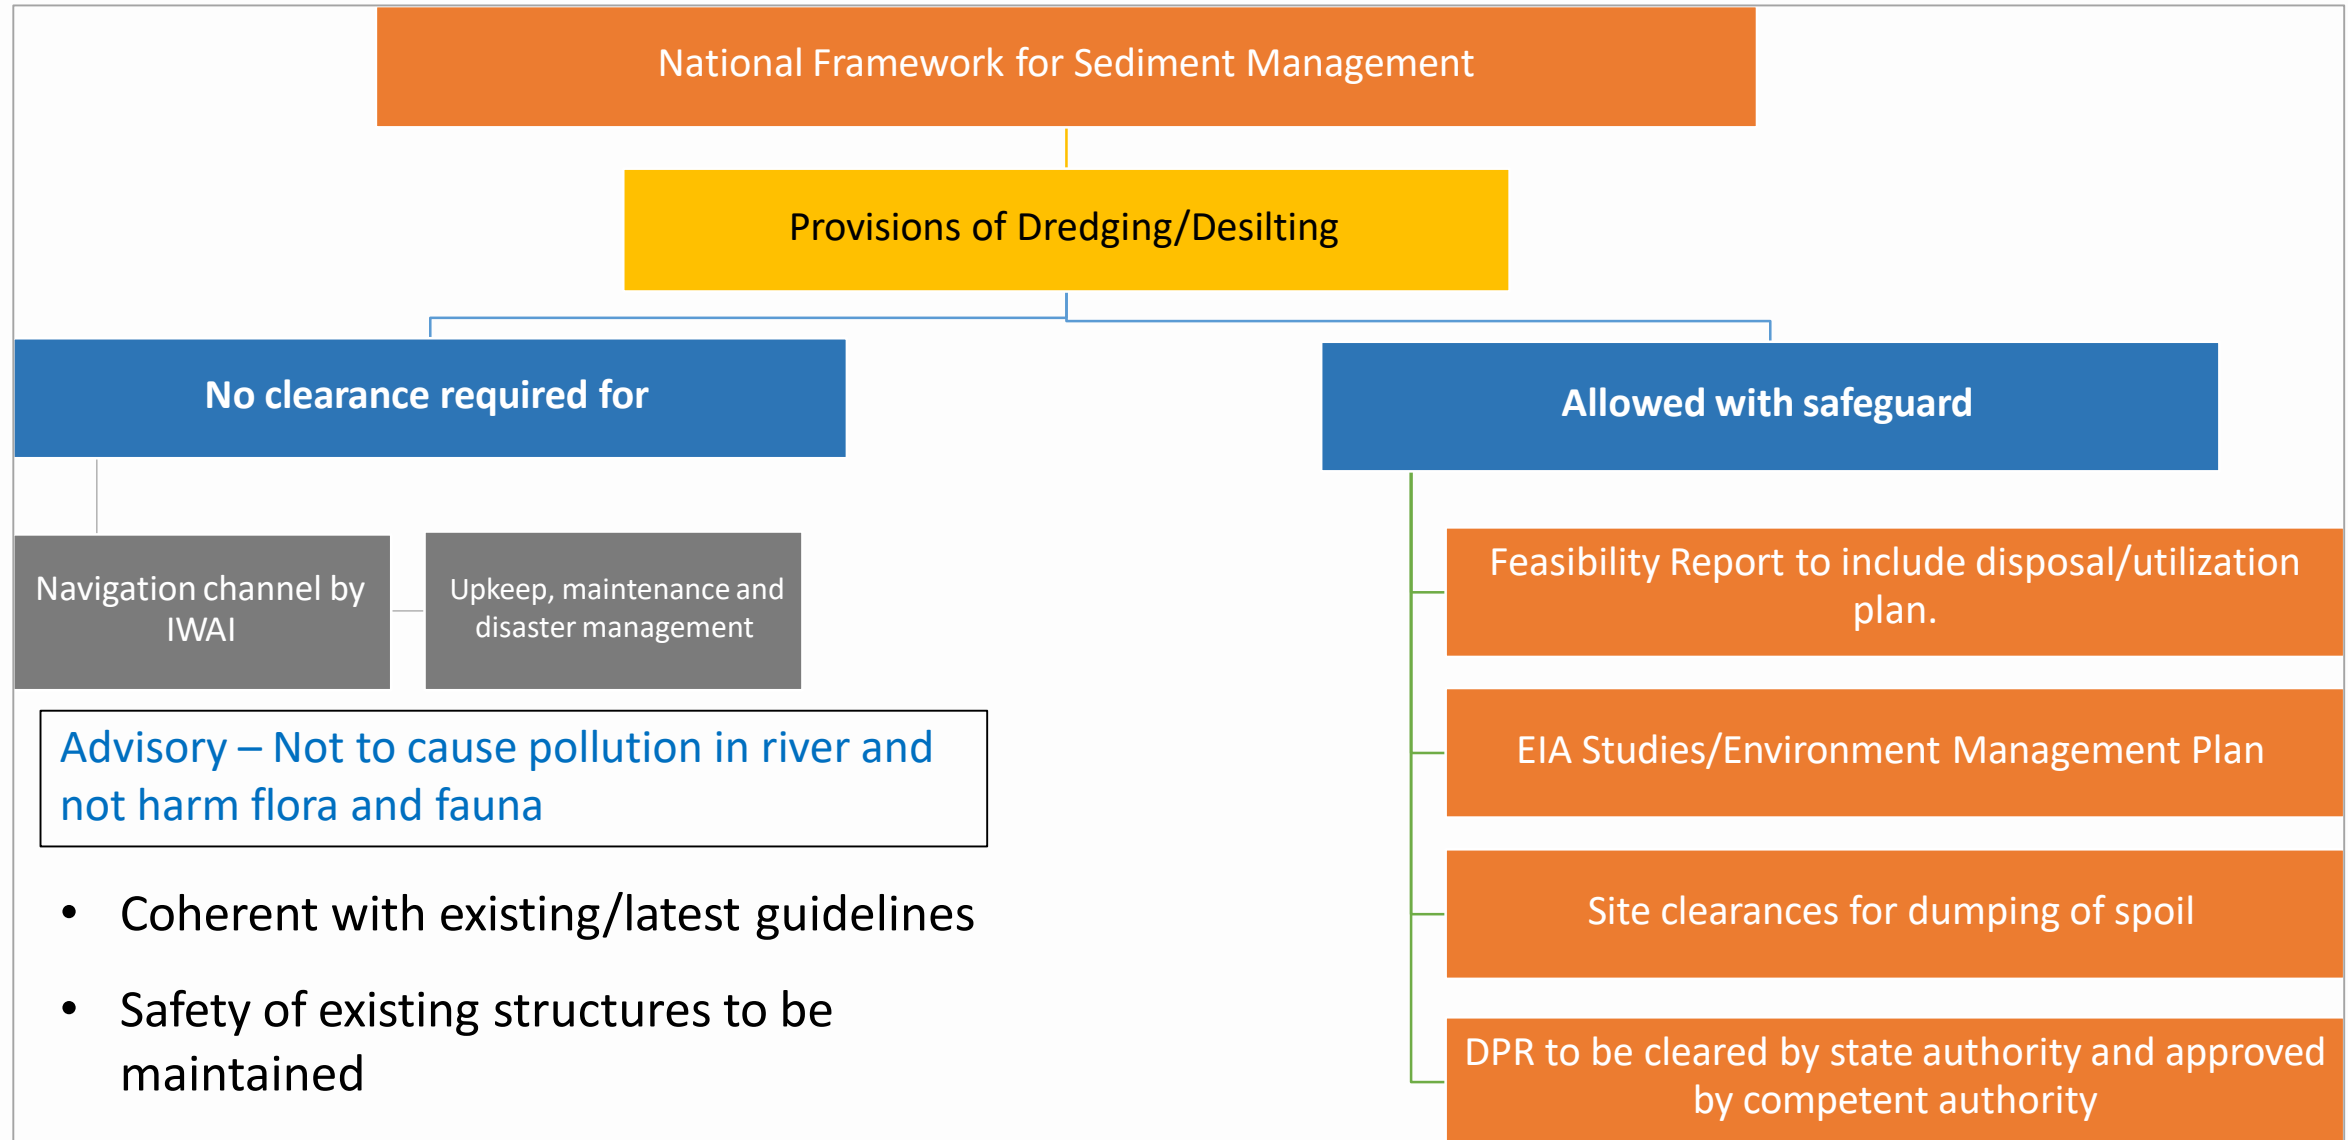 National Framework for Sediment Management
Provisions of Dredging/Desilting
No clearance required for
Navigation channel by
IWAI
Upkeep, maintenance and
disaster management
Advisory – Not to cause pollution in river and
not harm flora and fauna
• Coherent with existing/latest guidelines
• Safety of existing structures to be
maintained
Allowed with safeguard
Feasibility Report to include disposal/utilization
plan.
EIA Studies/Environment Management Plan
Site clearances for dumping of spoil
DPR to be cleared by state authority and approved
by competent authority